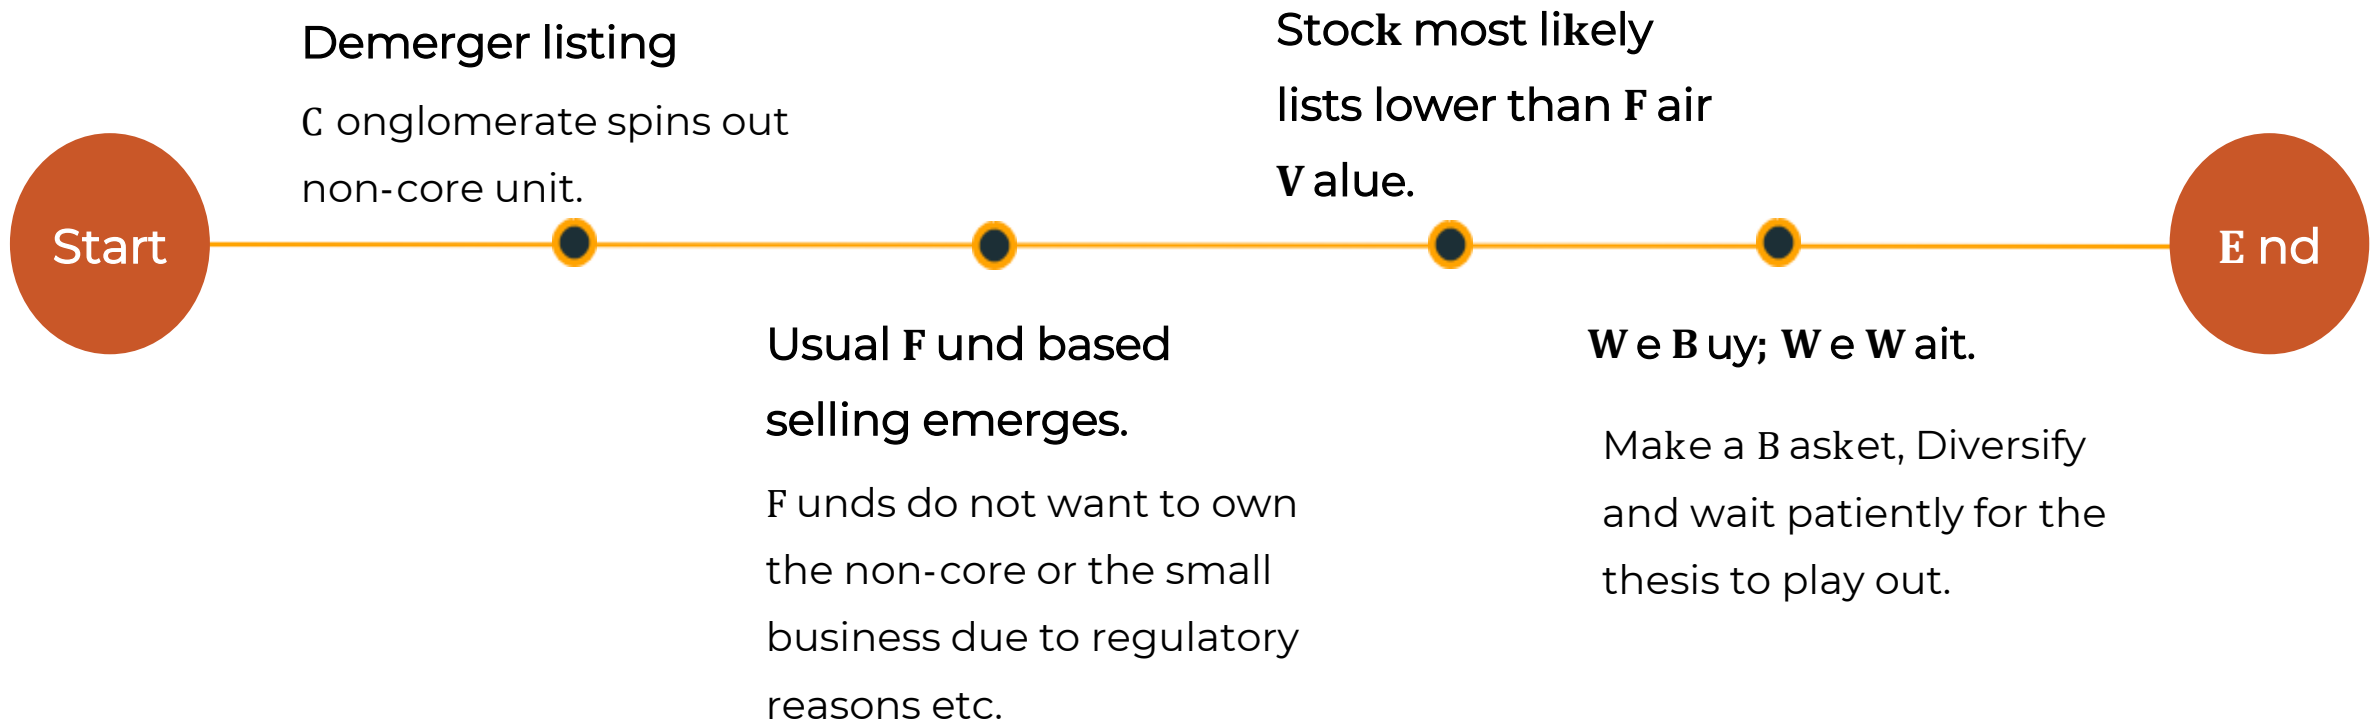 Start
Demerger listing
Conglomerate spins out
non-core unit.
Usual Fund based
selling emerges.
Funds do not want to own
the non-core or the small
business due to regulatory
reasons etc.
Stock most likely
lists lower than Fair
Value.
We Buy; We Wait.
Make a Basket, Diversify
and wait patiently for the
thesis to play out.
End